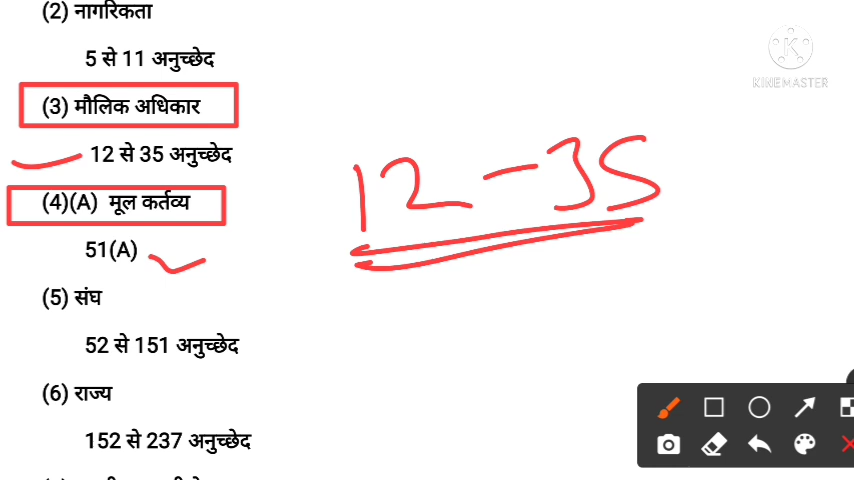 (2) नागरिकता
5 से 11 अनुच्छेद
KINEMASTER
(3) मौलिक अधिकार
12 से 35 अनुच्छेद
12 - 35
(4)(A) मूल कर्तव्य
51(A)
(5) संघ
52 से 151 अनुच्छेद
(6) राज्य
152 से 237 अनुच्छेद